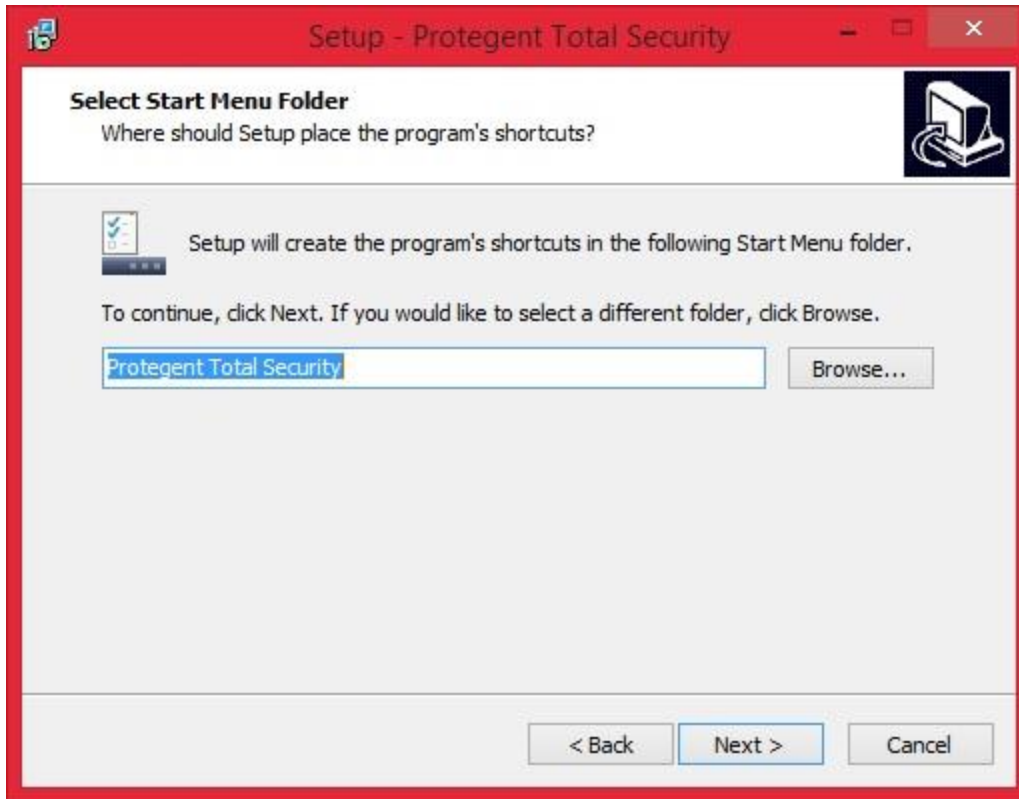 Setup - Protegent Total Security
Select Start Menu Folder
Where should Setup place the program's shortcuts?
Setup will create the program's shortcuts in the following Start Menu folder.
To continue, click Next. If you would like to select a different folder, click Browse.
Protegent Total Security
Browse...
< Back
Next >
Cancel